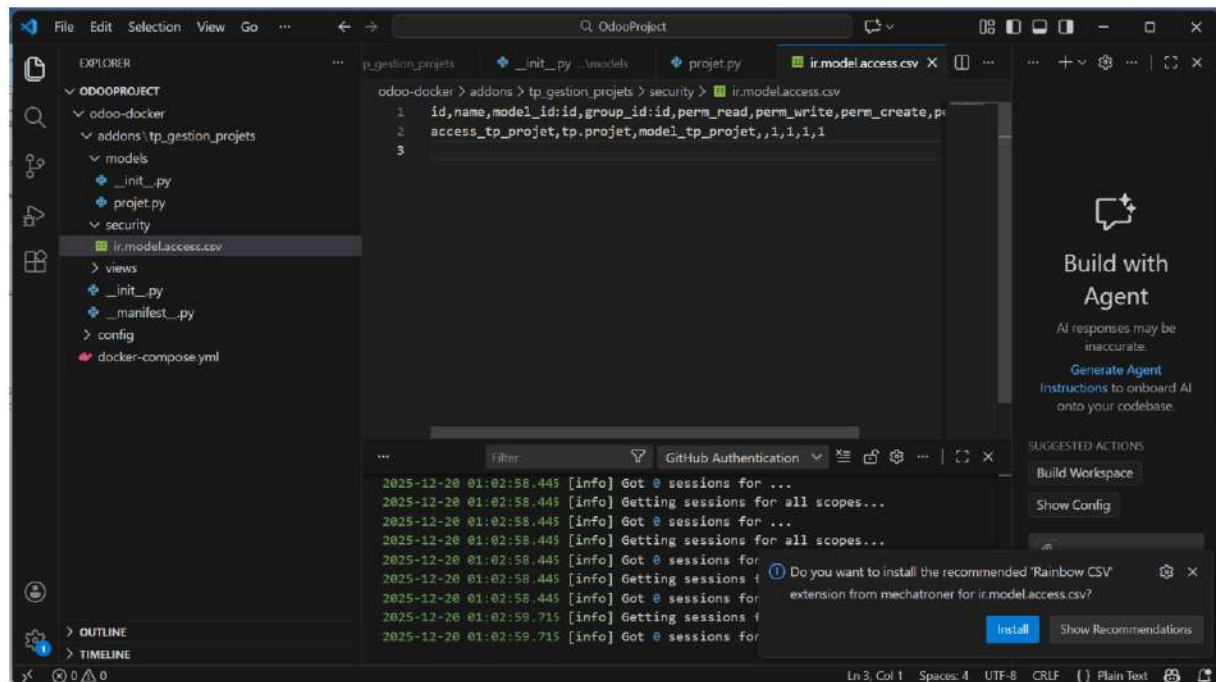 File Edit Selection View Go ... OdooProject
EXPLORER ...
ODOOPROJECT
odoo-docker
addons\tp_gestion_projets
models
__init__.py
projet.py
security
ir.model.access.csv
views
__init__.py
__manifest__.py
config
docker-compose.yml
OUTLINE
TIMELINE
p_gestion_projets __init__.py ...\models projet.py ir.model.access.csv
odoo-docker > addons > tp_gestion_projets > security > ir.model.access.csv
1 id,name,model_id:id,group_id:id,perm_read,perm_write,perm_create,p
2 access_tp_projet,tp.projet,model_tp_projet,,1,1,1,1
3
... Filter GitHub Authentication ...
2025-12-20 01:02:58.445 [info] Got 0 sessions for ...
2025-12-20 01:02:58.445 [info] Getting sessions for all scopes...
2025-12-20 01:02:58.445 [info] Got 0 sessions for ...
2025-12-20 01:02:58.445 [info] Getting sessions for all scopes...
2025-12-20 01:02:58.445 [info] Got 0 sessions for
2025-12-20 01:02:58.445 [info] Getting sessions f
2025-12-20 01:02:58.445 [info] Got 0 sessions for
2025-12-20 01:02:59.715 [info] Getting sessions f
2025-12-20 01:02:59.715 [info] Got 0 sessions for
Build with
Agent
AI responses may be
inaccurate.
Generate Agent
Instructions to onboard AI
onto your codebase.
SUGGESTED ACTIONS
Build Workspace
Show Config
Do you want to install the recommended 'Rainbow CSV'
extension from mechatroner for ir.model.access.csv?
Install Show Recommendations
1
0 0 Ln 3, Col 1 Spaces: 4 UTF-8 CRLF {} Plain Text